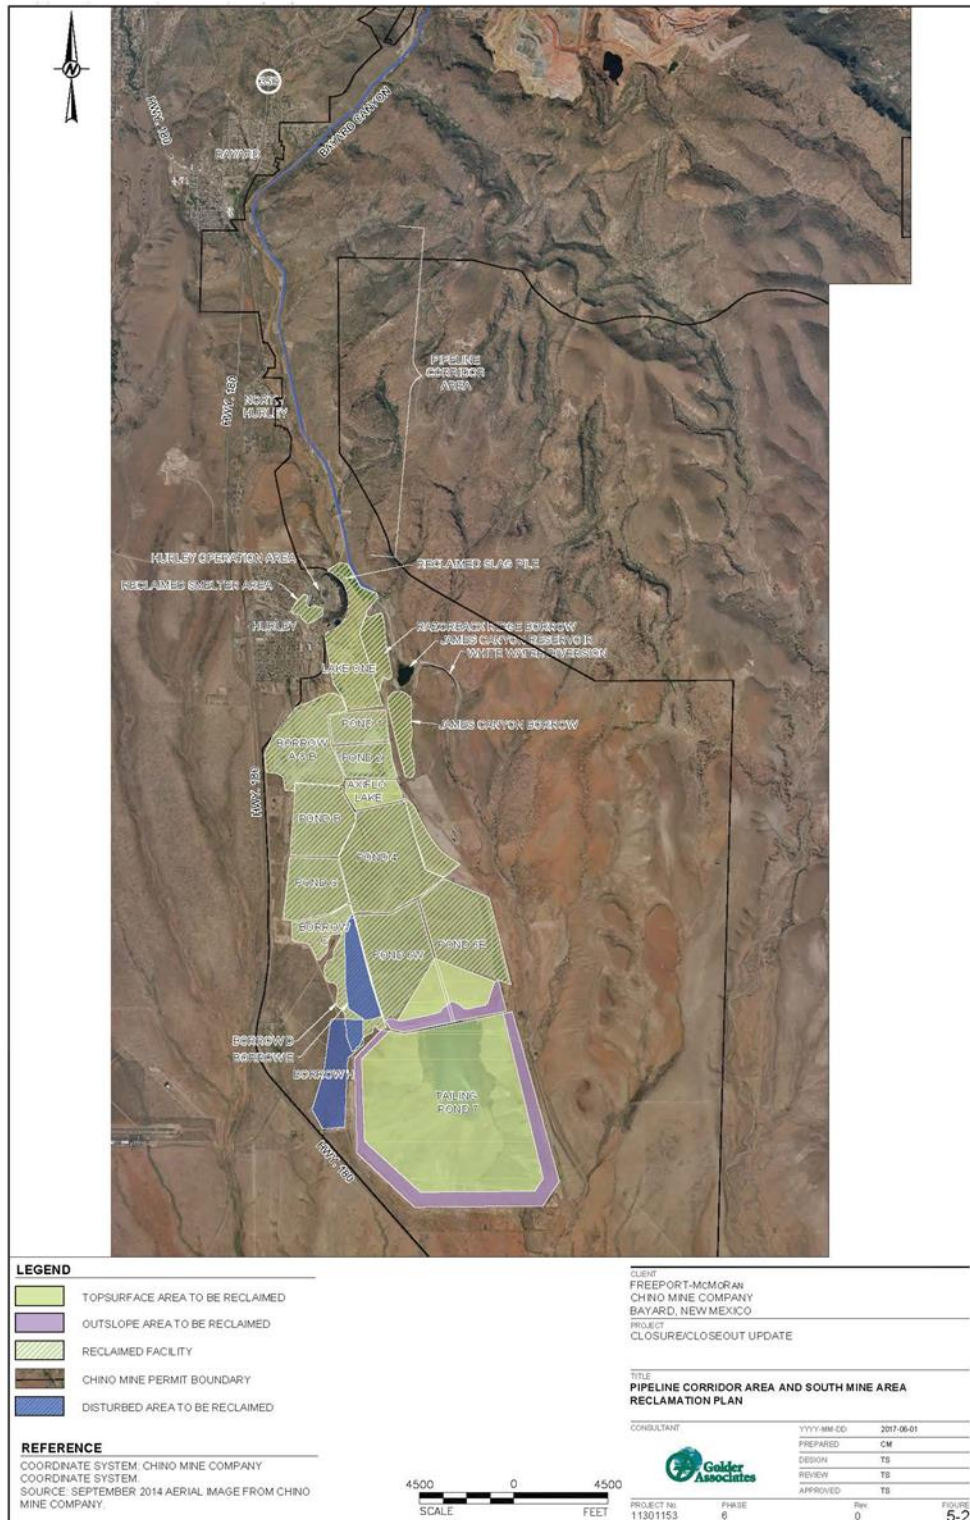 N
HWY. 180
BAYARD
BAYARD CANYON
PIPELINE
CORRIDOR
AREA
HWY. 180
NORTH
HURLEY
HURLEY OPERATION AREA
RECLAIMED SLAG PILE
RECLAIMED SMELTER AREA
HURLEY
RAZORBACK RIDGE BORROW
JAMES CANYON RESERVOIR
WHITE WATER DIVERSION
LAKE ONE
JAMES CANYON BORROW
POND 1
BORROW
A & B
POND 2
AXIFLO
LAKE
HWY. 180
POND B
POND 4
BORROW
POND 6E
POND 6W
BORROW D
BORROW E
BORROW H
TAILING
POND 7
HWY. 180
LEGEND
TOPSURFACE AREA TO BE RECLAIMED
OUTSLOPE AREA TO BE RECLAIMED
RECLAIMED FACILITY
CHINO MINE PERMIT BOUNDARY
DISTURBED AREA TO BE RECLAIMED
REFERENCE
COORDINATE SYSTEM: CHINO MINE COMPANY
COORDINATE SYSTEM.
SOURCE: SEPTEMBER 2014 AERIAL IMAGE FROM CHINO
MINE COMPANY.
4500 0 4500
SCALE FEET
CLIENT
FREEPORT-McMoRAN
CHINO MINE COMPANY
BAYARD, NEW MEXICO
PROJECT
CLOSURE/CLOSEOUT UPDATE
TITLE
PIPELINE CORRIDOR AREA AND SOUTH MINE AREA
RECLAMATION PLAN
CONSULTANT
Golder
Associates
YYYY-MM-DD 2017-06-01
PREPARED CM
DESIGN TS
REVIEW TS
APPROVED TS
PROJECT No. PHASE Rev. FIGURE
11301153 6 0 5-2